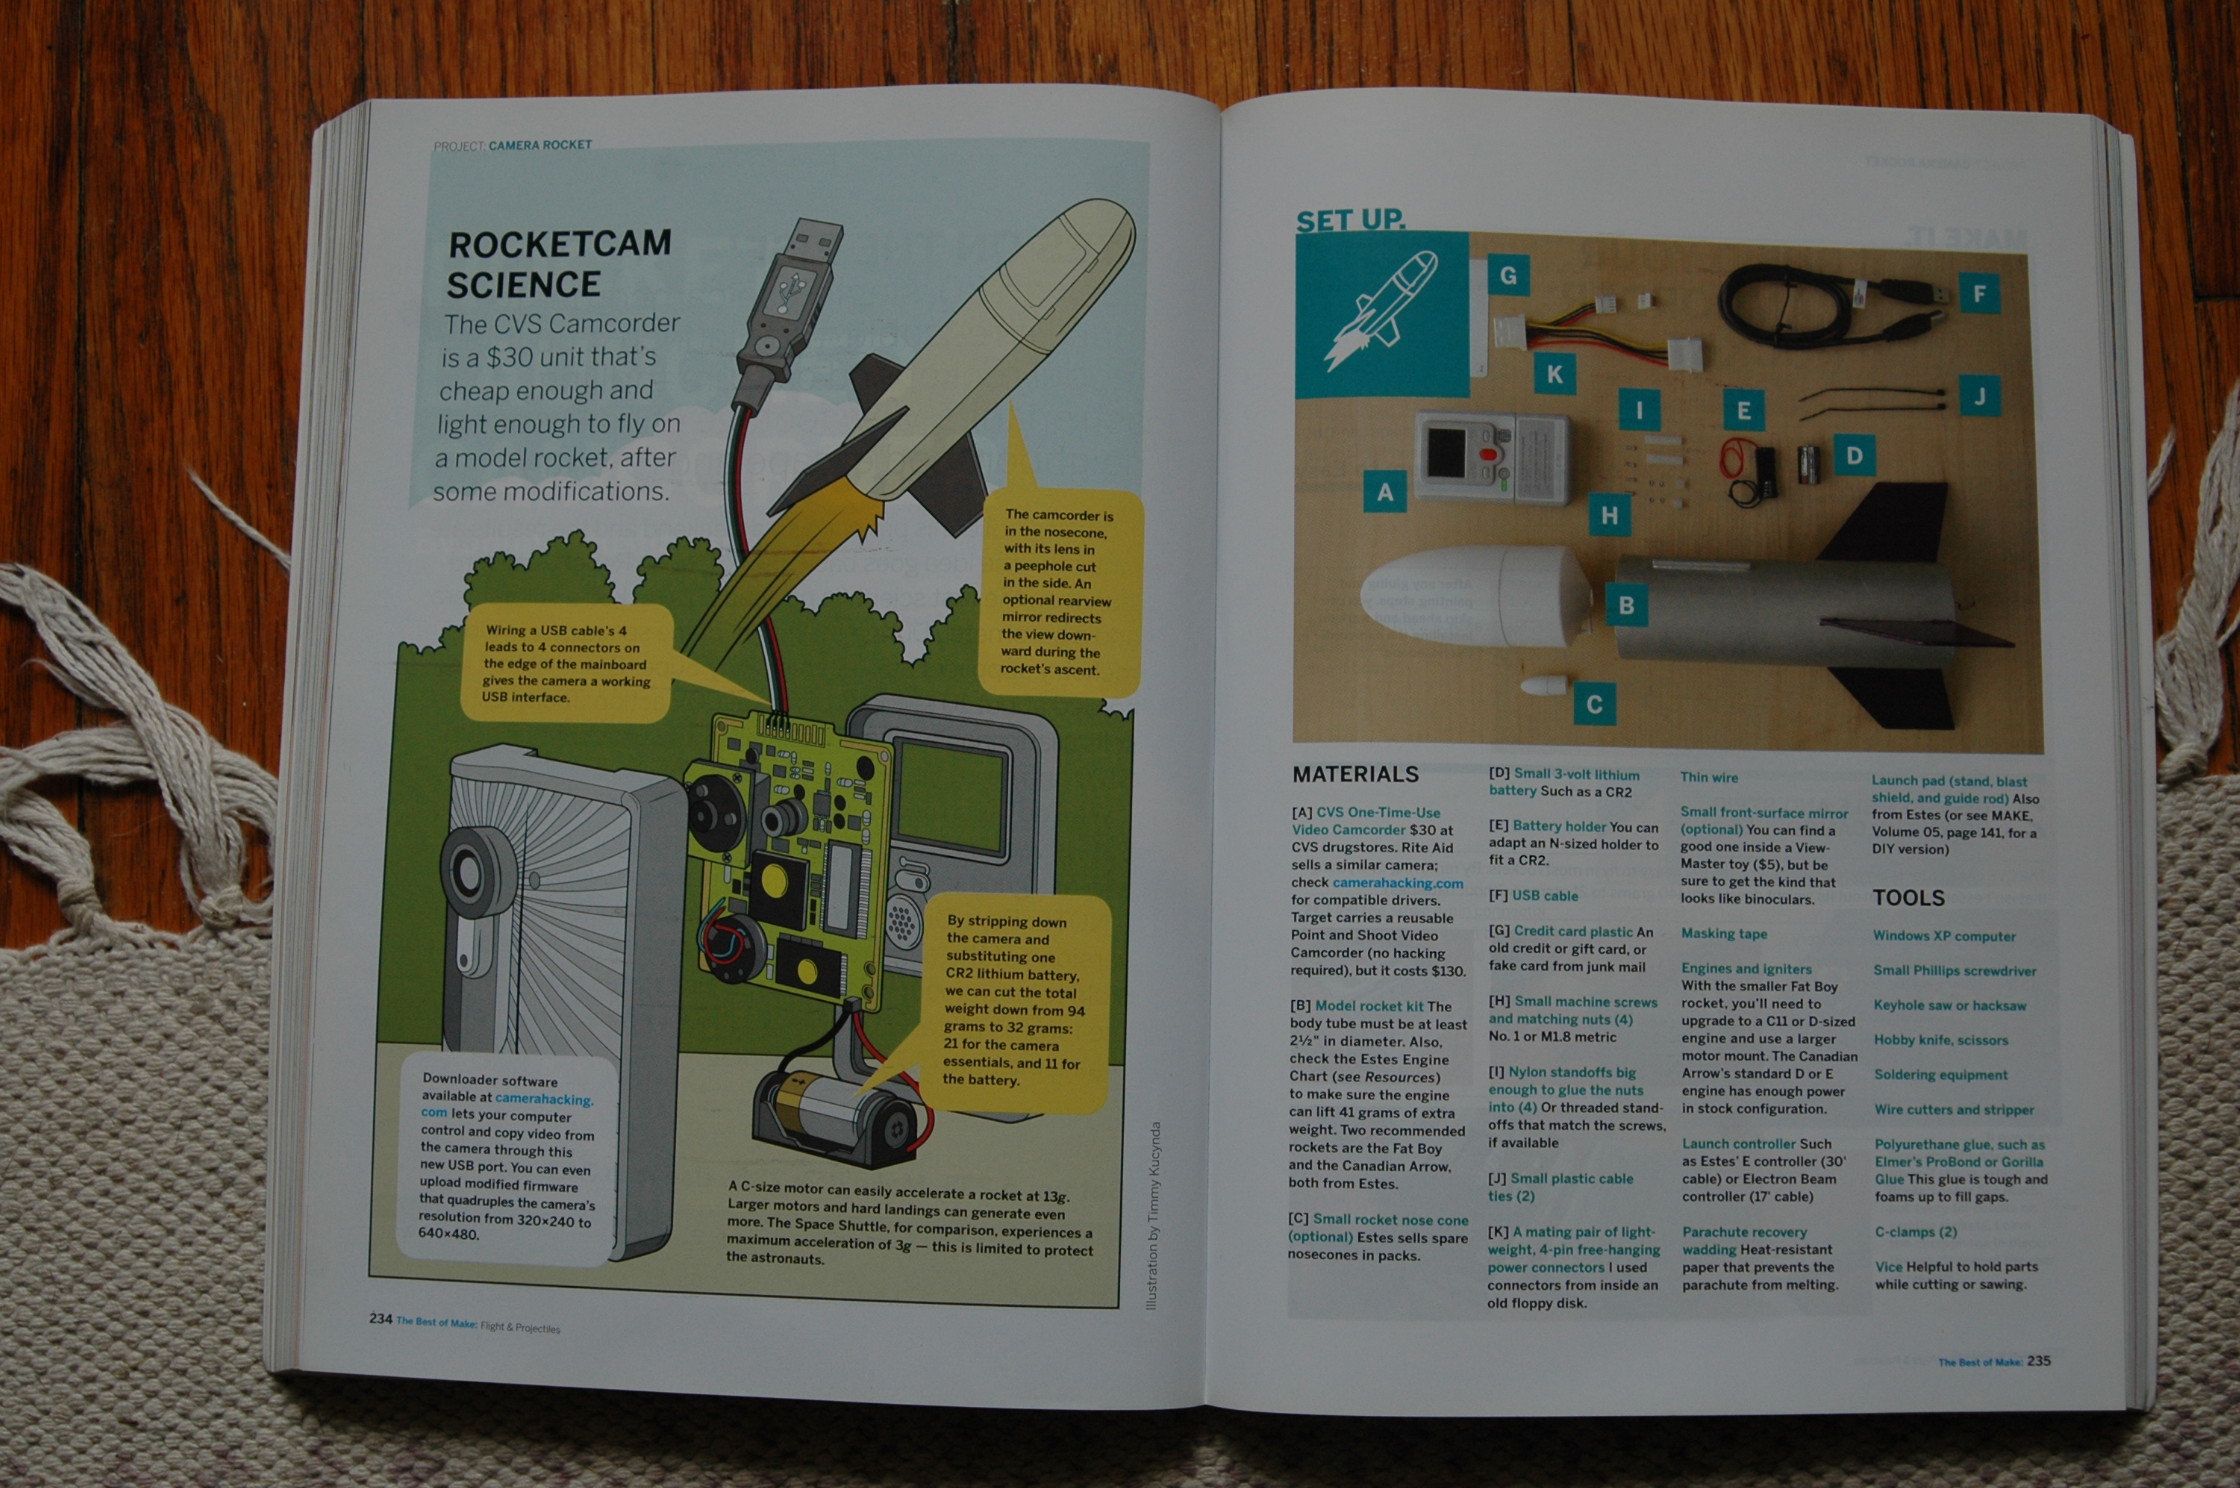 PROJECT: CAMERA ROCKET
ROCKETCAM
SCIENCE
The CVS Camcorder
is a $30 unit that's
cheap enough and
light enough to fly on
a model rocket, after
some modifications.
The camcorder is
in the nosecone,
with its lens in
a peephole cut
in the side. An
optional rearview
mirror redirects
the view down-
ward during the
rocket's ascent.
Wiring a USB cable's 4
leads to 4 connectors on
the edge of the mainboard
gives the camera a working
USB interface.
By stripping down
the camera and
substituting one
CR2 lithium battery,
we can cut the total
weight down from 94
grams to 32 grams:
21 for the camera
essentials, and 11 for
the battery.
Downloader software
available at camerahacking.
com lets your computer
control and copy video from
the camera through this
new USB port. You can even
upload modified firmware
that quadruples the camera's
resolution from 320×240 to
640×480.
A C-size motor can easily accelerate a rocket at 13g.
Larger motors and hard landings can generate even
more. The Space Shuttle, for comparison, experiences a
maximum acceleration of 3g — this is limited to protect
the astronauts.
Illustration by Timmy Kucynda
234 The Best of Make: Flight & Projectiles
SET UP.
A
B
C
D
E
F
G
H
I
J
K
MATERIALS
[A] CVS One-Time-Use
Video Camcorder $30 at
CVS drugstores. Rite Aid
sells a similar camera;
check camerahacking.com
for compatible drivers.
Target carries a reusable
Point and Shoot Video
Camcorder (no hacking
required), but it costs $130.
[B] Model rocket kit The
body tube must be at least
2½" in diameter. Also,
check the Estes Engine
Chart (see Resources)
to make sure the engine
can lift 41 grams of extra
weight. Two recommended
rockets are the Fat Boy
and the Canadian Arrow,
both from Estes.
[C] Small rocket nose cone
(optional) Estes sells spare
nosecones in packs.
[D] Small 3-volt lithium
battery Such as a CR2
[E] Battery holder You can
adapt an N-sized holder to
fit a CR2.
[F] USB cable
[G] Credit card plastic An
old credit or gift card, or
fake card from junk mail
[H] Small machine screws
and matching nuts (4)
No. 1 or M1.8 metric
[I] Nylon standoffs big
enough to glue the nuts
into (4) Or threaded stand-
offs that match the screws,
if available
[J] Small plastic cable
ties (2)
[K] A mating pair of light-
weight, 4-pin free-hanging
power connectors I used
connectors from inside an
old floppy disk.
Thin wire
Small front-surface mirror
(optional) You can find a
good one inside a View-
Master toy ($5), but be
sure to get the kind that
looks like binoculars.
Masking tape
Engines and igniters
With the smaller Fat Boy
rocket, you'll need to
upgrade to a C11 or D-sized
engine and use a larger
motor mount. The Canadian
Arrow's standard D or E
engine has enough power
in stock configuration.
Launch controller Such
as Estes' E controller (30'
cable) or Electron Beam
controller (17' cable)
Parachute recovery
wadding Heat-resistant
paper that prevents the
parachute from melting.
Launch pad (stand, blast
shield, and guide rod) Also
from Estes (or see MAKE,
Volume 05, page 141, for a
DIY version)
TOOLS
Windows XP computer
Small Phillips screwdriver
Keyhole saw or hacksaw
Hobby knife, scissors
Soldering equipment
Wire cutters and stripper
Polyurethane glue, such as
Elmer's ProBond or Gorilla
Glue This glue is tough and
foams up to fill gaps.
C-clamps (2)
Vice Helpful to hold parts
while cutting or sawing.
The Best of Make: 235